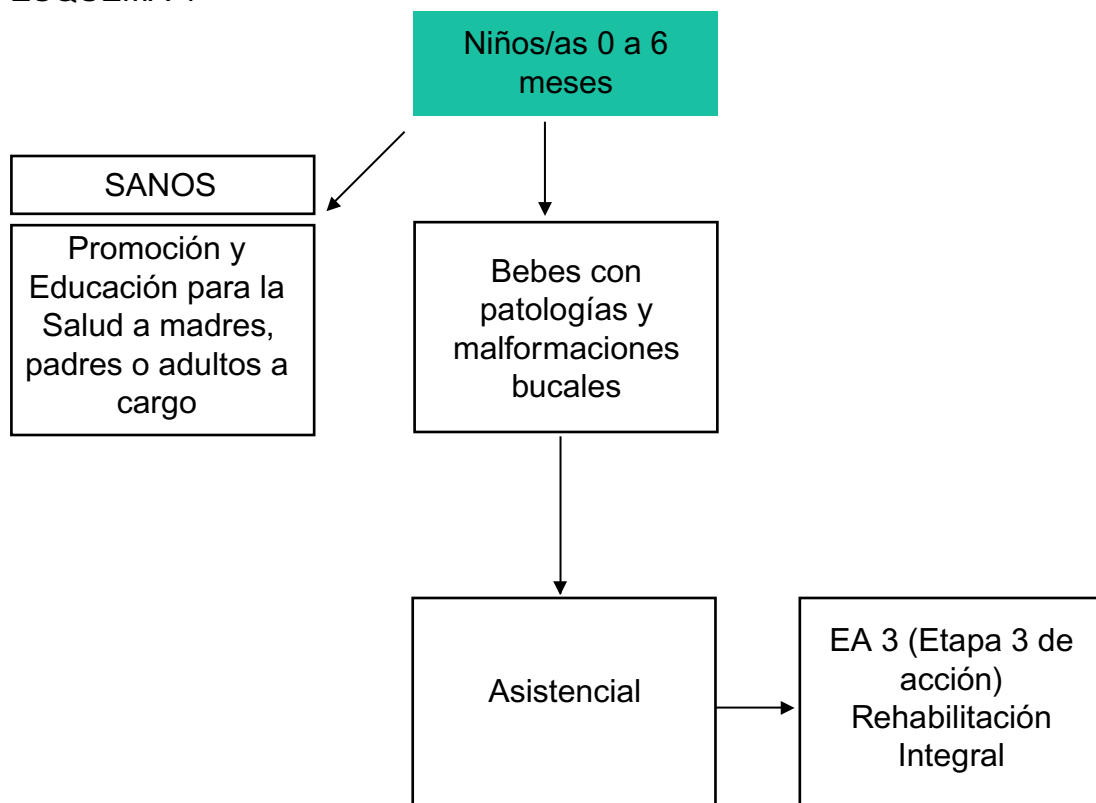 Niños/as 0 a 6
meses
SANOS
Promoción y
Educación para la
Salud a madres,
padres o adultos a
cargo
Bebes con
patologías y
malformaciones
bucales
Asistencial
EA 3 (Etapa 3 de
acción)
Rehabilitación
Integral